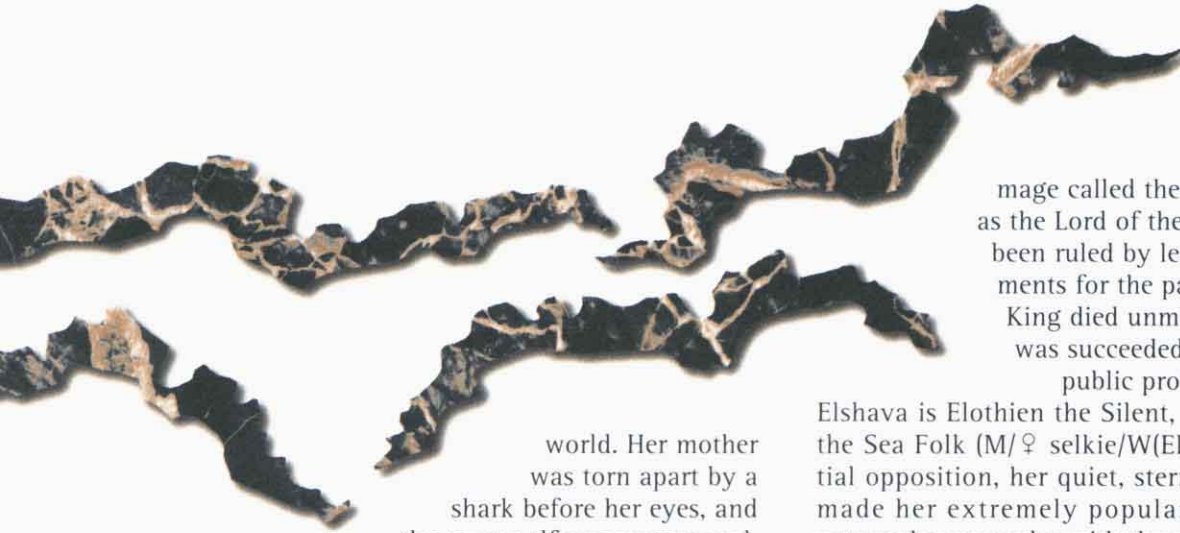 world. Her mother
was torn apart by a
shark before her eyes, and
mage called the
as the Lord of the
been ruled by le
ments for the pa
King died unm
was succeeded
public pro
Elshava is Elothien the Silent,
the Sea Folk (M/♀ selkie/W(El
tial opposition, her quiet, ster
made her extremely popula